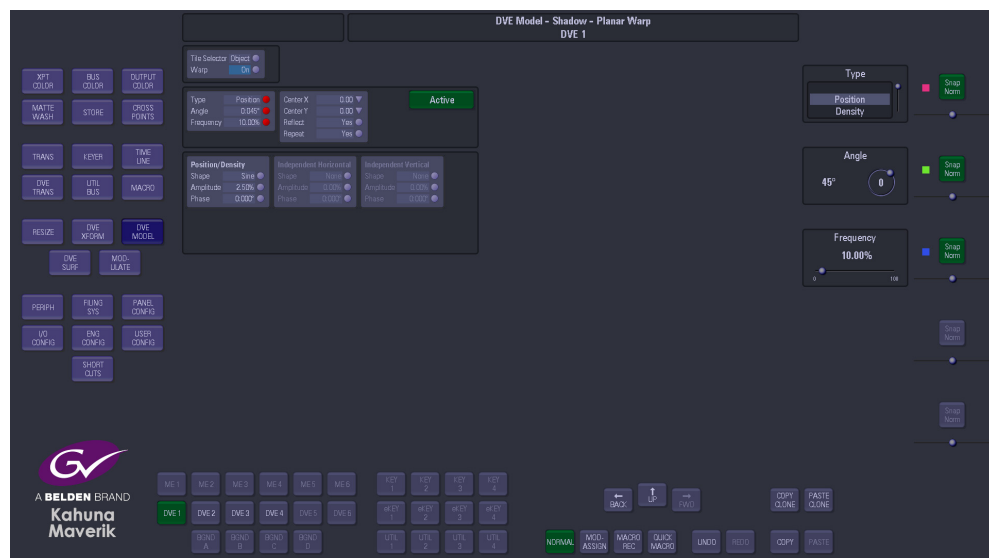 DVE Model - Shadow - Planar Warp
DVE 1
Tile Selector Object
Warp On
Type Position
Angle 0:045°
Frequency 10.00%
Center X 0.00
Center Y 0.00
Reflect Yes
Repeat Yes
Active
Position/Density
Shape Sine
Amplitude 2.50%
Phase 0:000°
Independent Horizontal
Shape None
Amplitude 0.00%
Phase 0.000°
Independent Vertical
Shape None
Amplitude 0.00%
Phase 0.000°
XPT COLOR
BUS COLOR
OUTPUT COLOR
MATTE WASH
STORE
CROSS POINTS
TRANS
KEYER
TIME LINE
DVE TRANS
UTIL BUS
MACRO
RESIZE
DVE XFORM
DVE MODEL
DVE SURF
MOD- ULATE
PERIPH
FILING SYS
PANEL CONFIG
I/O CONFIG
ENG CONFIG
USER CONFIG
SHORT CUTS
Type
Position
Density
Snap Norm
Angle
45°
0
Snap Norm
Frequency
10.00%
0 100
Snap Norm
Snap Norm
Snap Norm
GV
A BELDEN BRAND
Kahuna
Maverik
ME 1 ME 2 ME 3 ME 4 ME 5 ME 6
DVE 1 DVE 2 DVE 3 DVE 4 DVE 5 DVE 6
BGND A BGND B BGND C BGND D
KEY 1 KEY 2 KEY 3 KEY 4
eKEY 1 eKEY 2 eKEY 3 eKEY 4
UTIL 1 UTIL 2 UTIL 3 UTIL 4
← BACK ↑ UP → FWD
COPY CLONE PASTE CLONE
NORMAL MOD- ASSIGN MACRO REC QUICK MACRO UNDO REDO COPY PASTE